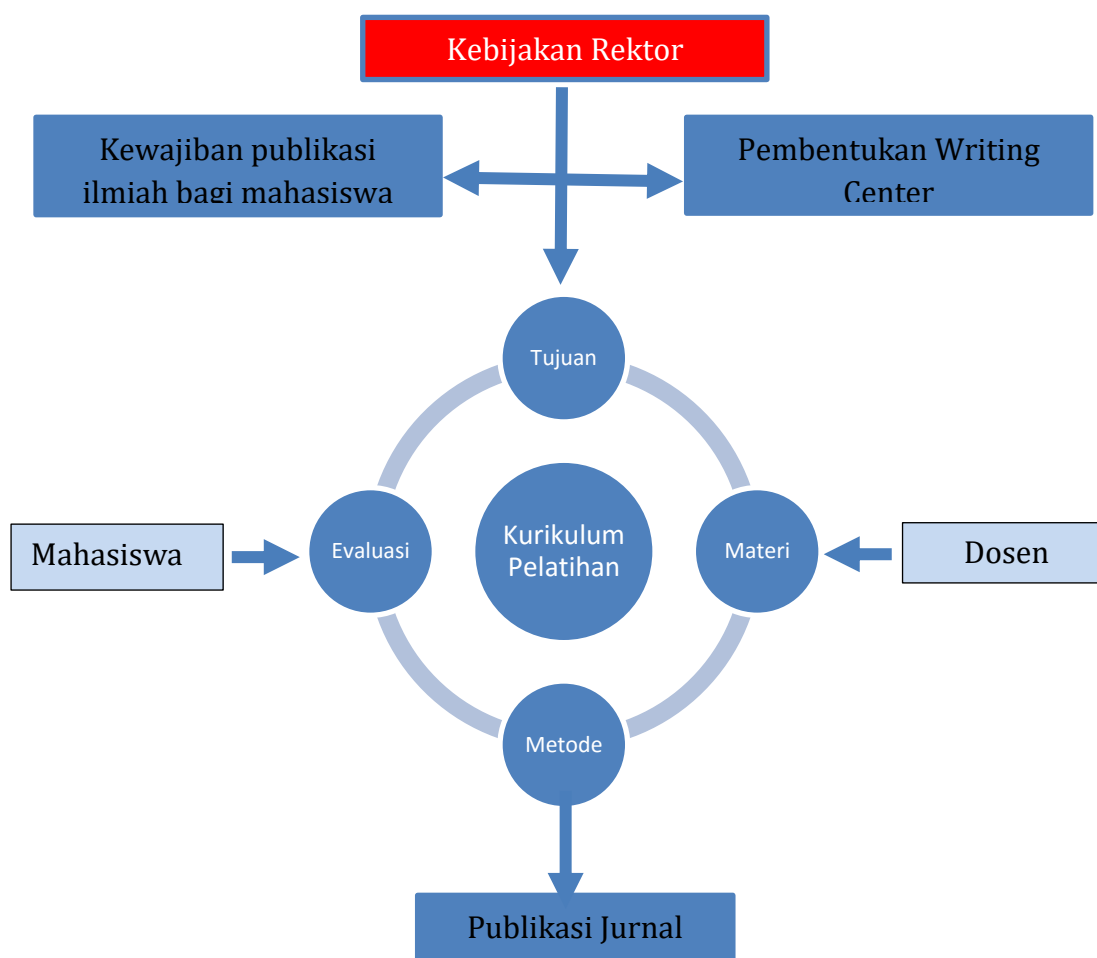 Kebijakan Rektor
Kewajiban publikasi
ilmiah bagi mahasiswa
Pembentukan Writing
Center
Tujuan
Mahasiswa
Evaluasi
Kurikulum
Pelatihan
Materi
Dosen
Metode
Publikasi Jurnal